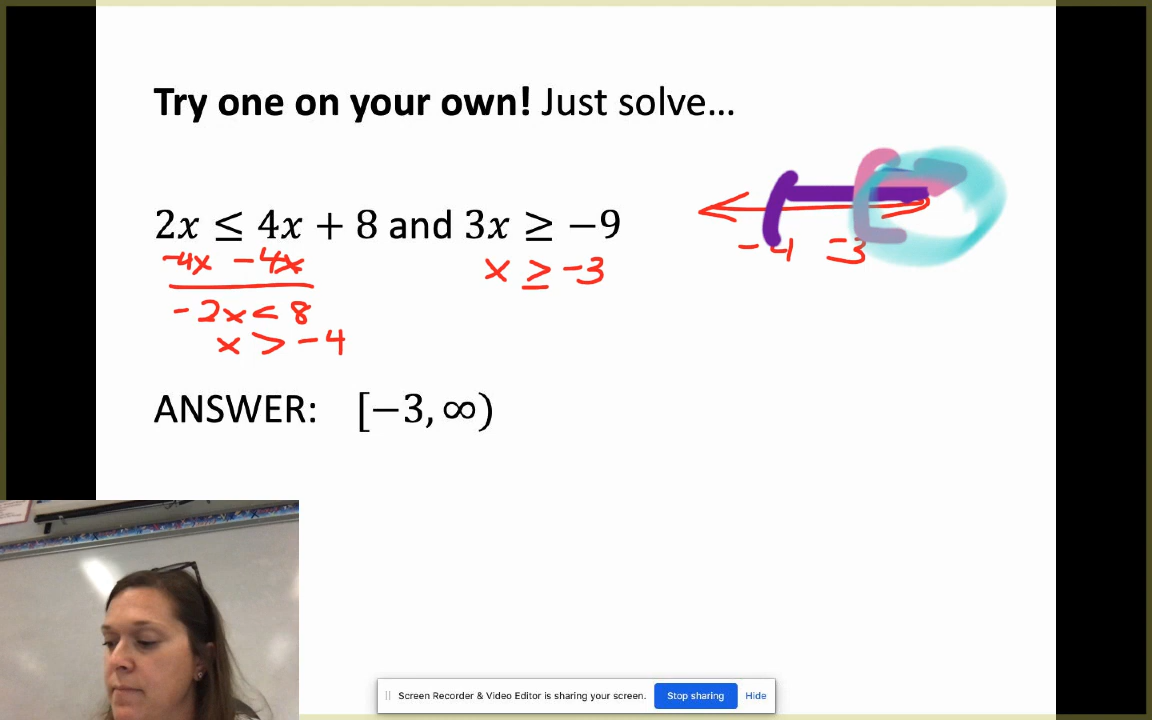 Try one on your own! Just solve…
2x ≤ 4x + 8 and 3x ≥ −9
-4x -4x
x ≥ -3
-2x < 8
x > -4
-4 -3
ANSWER: [−3, ∞)
Screen Recorder & Video Editor is sharing your screen. Stop sharing Hide